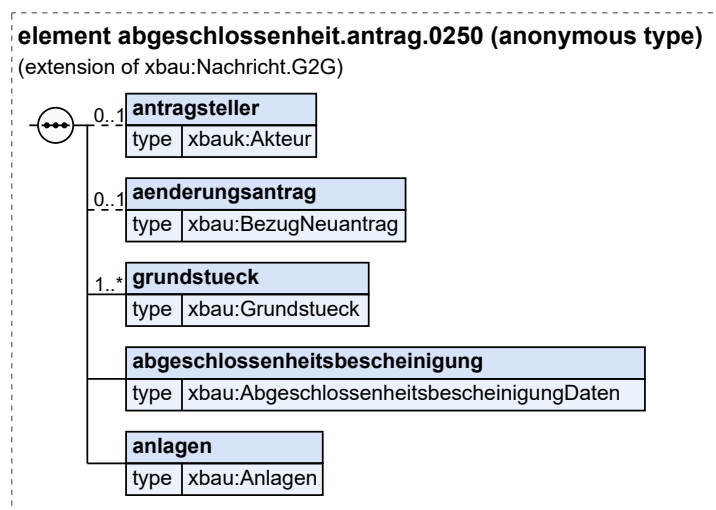 element abgeschlossenheit.antrag.0250 (anonymous type)
(extension of xbau:Nachricht.G2G)
0..1 antragsteller
type xbauk:Akteur
0..1 aenderungsantrag
type xbau:BezugNeuantrag
1..* grundstueck
type xbau:Grundstueck
abgeschlossenheitsbescheinigung
type xbau:AbgeschlossenheitsbescheinigungDaten
anlagen
type xbau:Anlagen